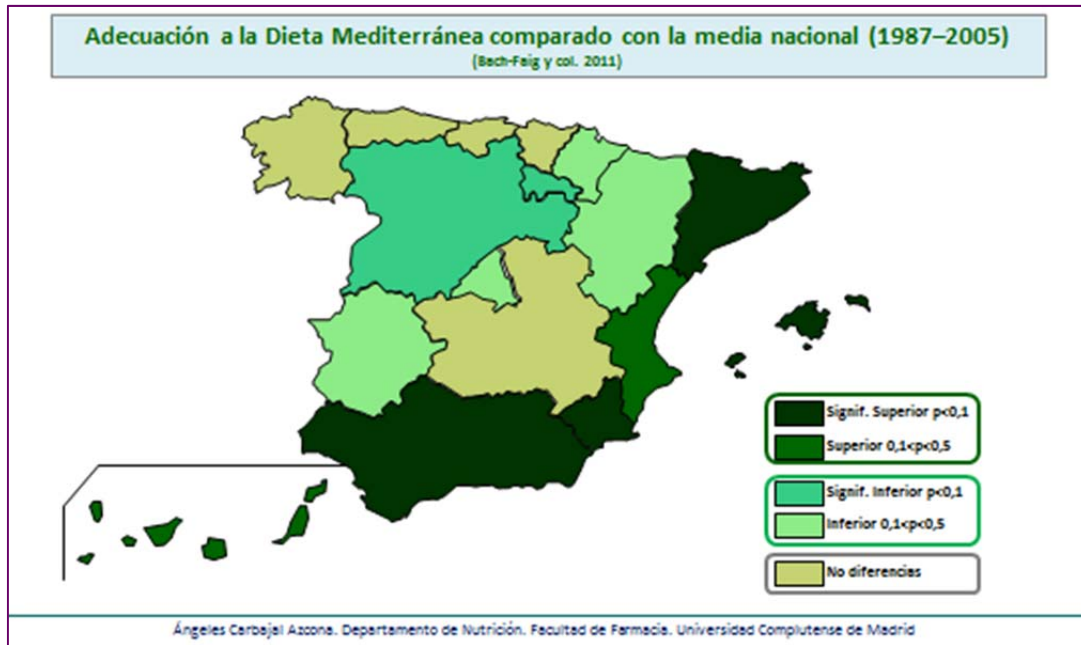 Adecuación a la Dieta Mediterránea comparado con la media nacional (1987–2005)
(Bach-Faig y col. 2011)
Signif. Superior p<0,1
Superior 0,1<p<0,5
Signif. Inferior p<0,1
Inferior 0,1<p<0,5
No diferencias
Ángeles Carbajal Azcona. Departamento de Nutrición. Facultad de Farmacia. Universidad Complutense de Madrid